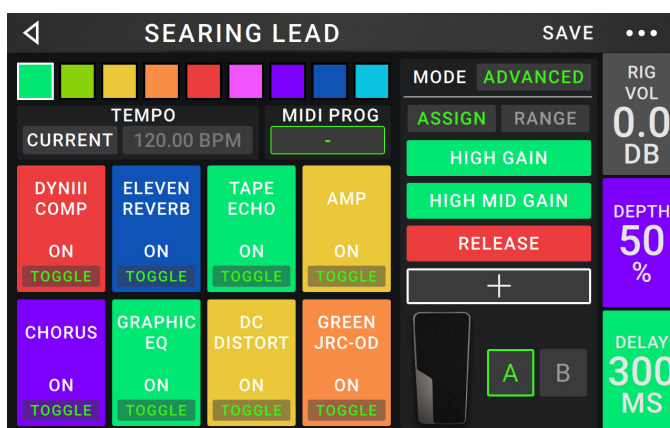 SEARING LEAD
SAVE
TEMPO
CURRENT
120.00 BPM
MIDI PROG
-
MODE
ADVANCED
ASSIGN
RANGE
HIGH GAIN
HIGH MID GAIN
RELEASE
+
A
B
RIG
VOL
0.0
DB
DEPTH
50
%
DELAY
300
MS
DYNIII
COMP
ON
TOGGLE
ELEVEN
REVERB
ON
TOGGLE
TAPE
ECHO
ON
TOGGLE
AMP
ON
TOGGLE
CHORUS
ON
TOGGLE
GRAPHIC
EQ
ON
TOGGLE
DC
DISTORT
ON
TOGGLE
GREEN
JRC-OD
ON
TOGGLE